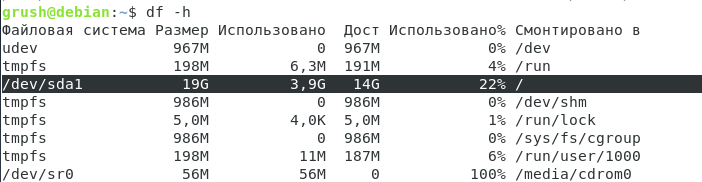 grush@debian:~$ df -h
Файловая система Размер Использовано  Дост Использовано% Смонтировано в
udev               967M            0  967M            0% /dev
tmpfs              198M         6,3M  191M            4% /run
/dev/sda1           19G         3,9G   14G           22% /
tmpfs              986M            0  986M            0% /dev/shm
tmpfs              5,0M         4,0K  5,0M            1% /run/lock
tmpfs              986M            0  986M            0% /sys/fs/cgroup
tmpfs              198M          11M  187M            6% /run/user/1000
/dev/sr0            56M          56M     0          100% /media/cdrom0